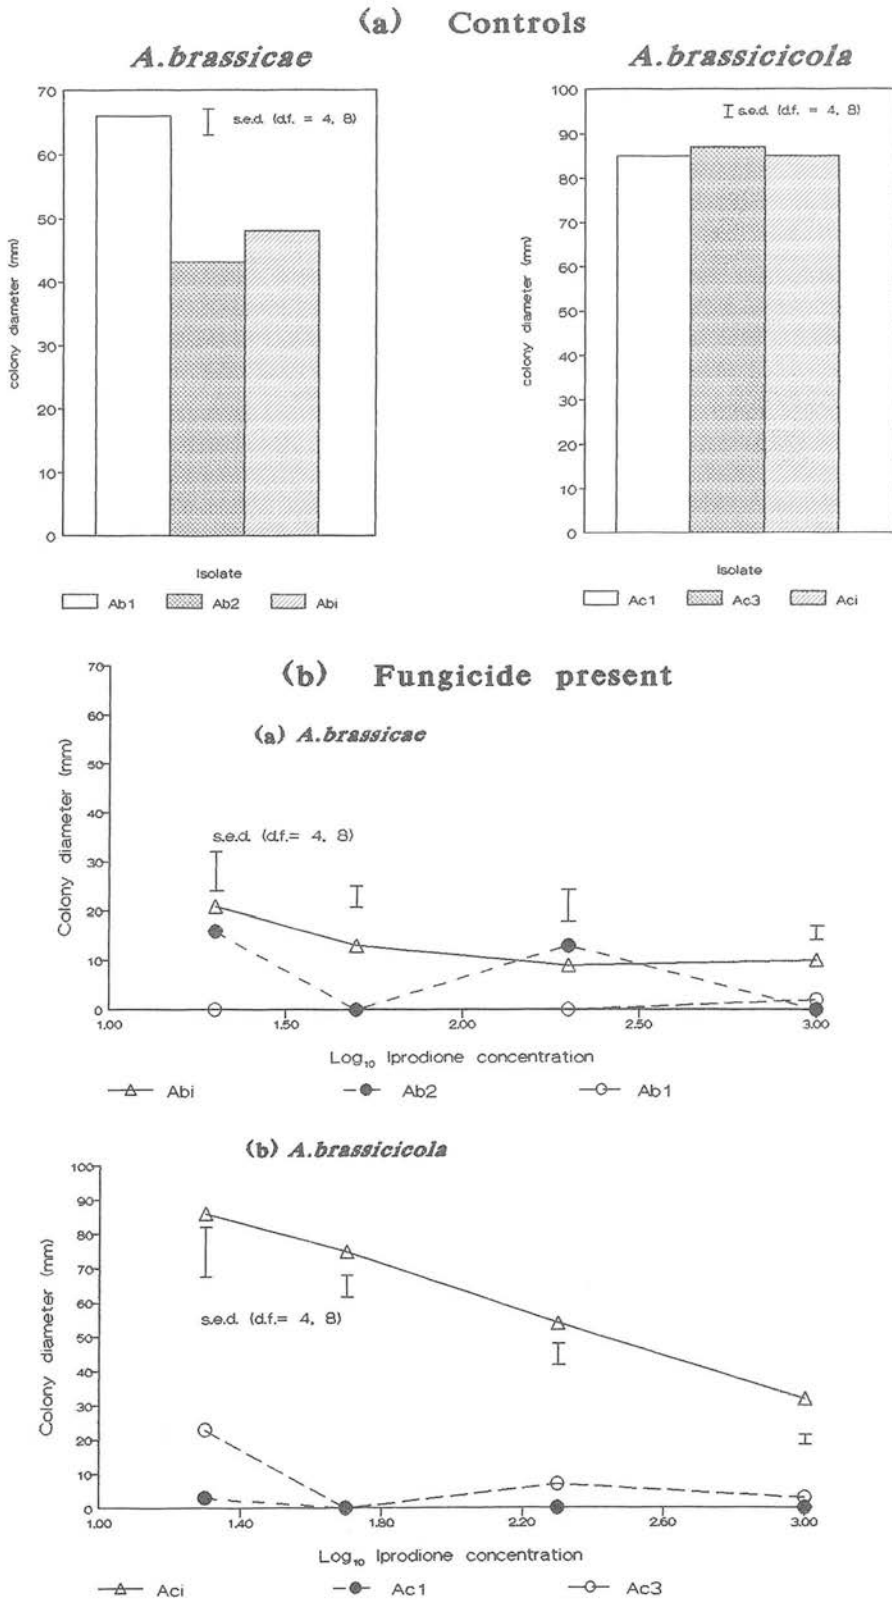 (a) Controls
A.brassicae
A.brassicicola
70
60
50
40
30
20
10
0
colony diameter (mm)
s.e.d. (d.f. = 4, 8)
Isolate
Ab1 Ab2 Abi
100
90
80
70
60
50
40
30
20
10
0
colony diameter (mm)
s.e.d. (d.f. = 4, 8)
Isolate
Ac1 Ac3 Aci
(b) Fungicide present
(a) A.brassicae
70
60
50
40
30
20
10
0
Colony diameter (mm)
s.e.d. (d.f.= 4, 8)
1.00 1.50 2.00 2.50 3.00
Log₁₀ Iprodione concentration
Abi Ab2 Ab1
(b) A.brassicicola
100
90
80
70
60
50
40
30
20
10
0
Colony diameter (mm)
s.e.d. (d.f.= 4, 8)
1.00 1.40 1.80 2.20 2.60 3.00
Log₁₀ Iprodione concentration
Aci Ac1 Ac3